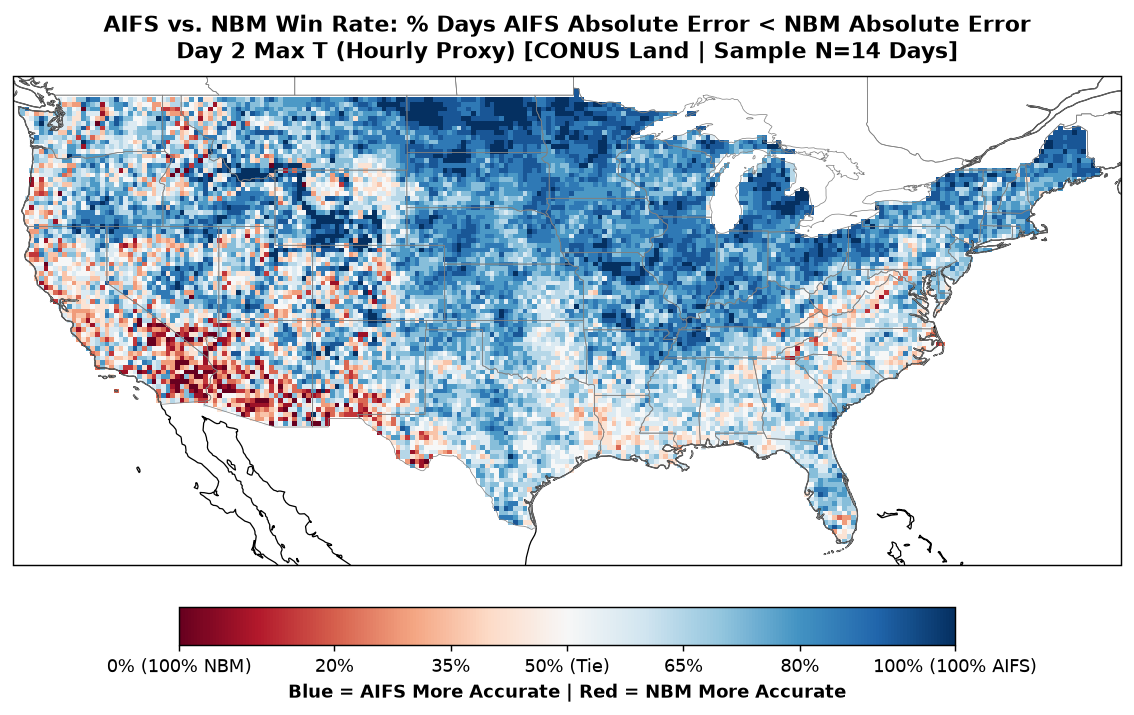 AIFS vs. NBM Win Rate: % Days AIFS Absolute Error < NBM Absolute Error
Day 2 Max T (Hourly Proxy) [CONUS Land | Sample N=14 Days]
0% (100% NBM) 20% 35% 50% (Tie) 65% 80% 100% (100% AIFS)
Blue = AIFS More Accurate | Red = NBM More Accurate